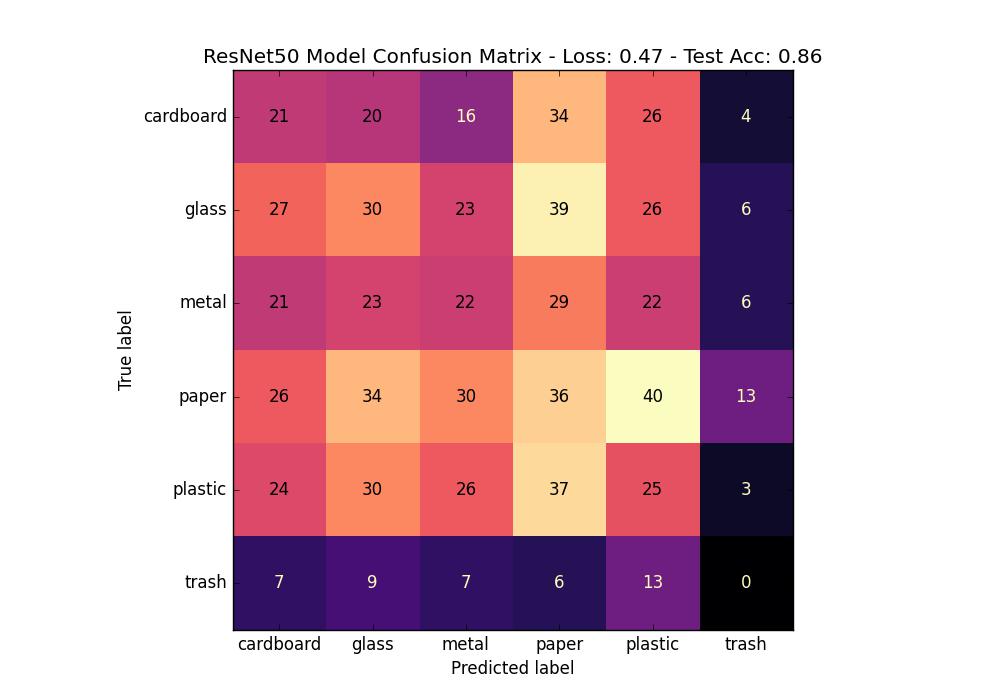 ResNet50 Model Confusion Matrix - Loss: 0.47 - Test Acc: 0.86
cardboard 21 20 16 34 26 4
glass 27 30 23 39 26 6
metal 21 23 22 29 22 6
True label
paper 26 34 30 36 40 13
plastic 24 30 26 37 25 3
trash 7 9 7 6 13 0
cardboard glass metal paper plastic trash
Predicted label